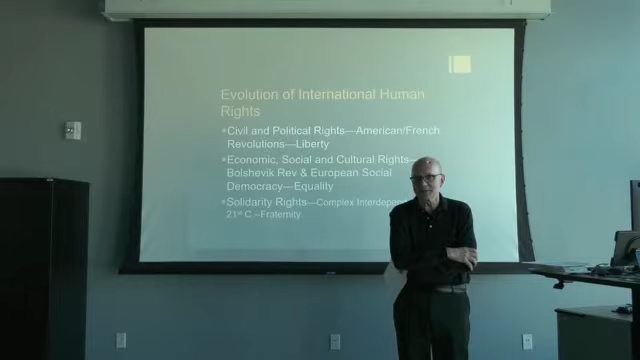 Evolution of International Human
Rights
▪Civil and Political Rights—American/French
Revolutions—Liberty
▪Economic, Social and Cultural Rights—
Bolshevik Rev & European Social
Democracy—Equality
▪Solidarity Rights—Complex
21st C.–Fraternity